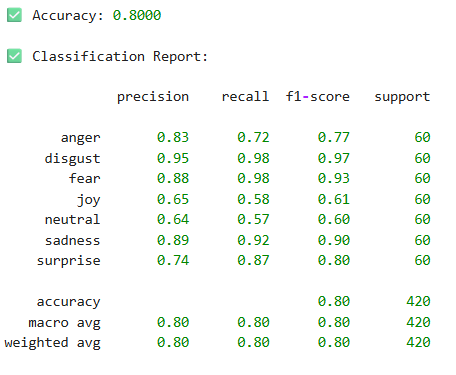 ✅ Accuracy: 0.8000
✅ Classification Report:
precision recall f1-score support
anger 0.83 0.72 0.77 60
disgust 0.95 0.98 0.97 60
fear 0.88 0.98 0.93 60
joy 0.65 0.58 0.61 60
neutral 0.64 0.57 0.60 60
sadness 0.89 0.92 0.90 60
surprise 0.74 0.87 0.80 60
accuracy 0.80 420
macro avg 0.80 0.80 0.80 420
weighted avg 0.80 0.80 0.80 420